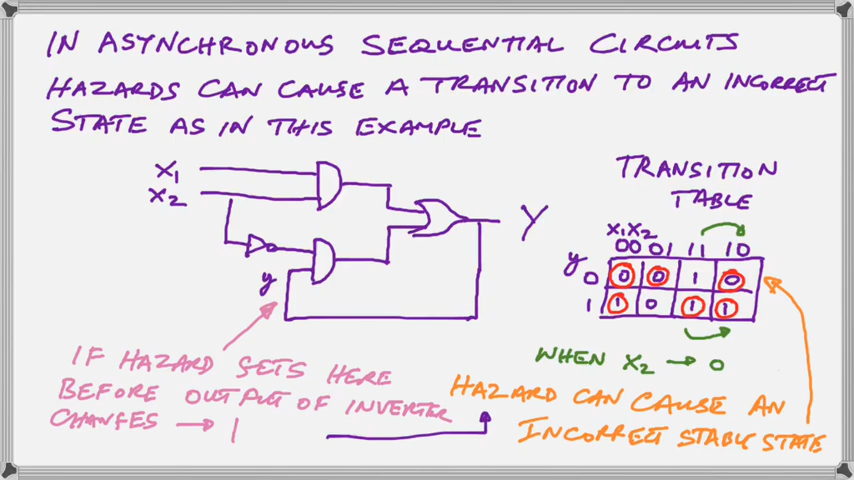 IN ASYNCHRONOUS SEQUENTIAL CIRCUITS
HAZARDS CAN CAUSE A TRANSITION TO AN INCORRECT
STATE AS IN THIS EXAMPLE
X1
X2
y
Y
TRANSITION
TABLE
X1X2
00 01 11 10
y
0 0 0 1 0
1 1 0 1 1
WHEN X2 → 0
IF HAZARD SETS HERE
BEFORE OUTPUT OF INVERTER
CHANGES → 1
HAZARD CAN CAUSE AN
INCORRECT STABLE STATE